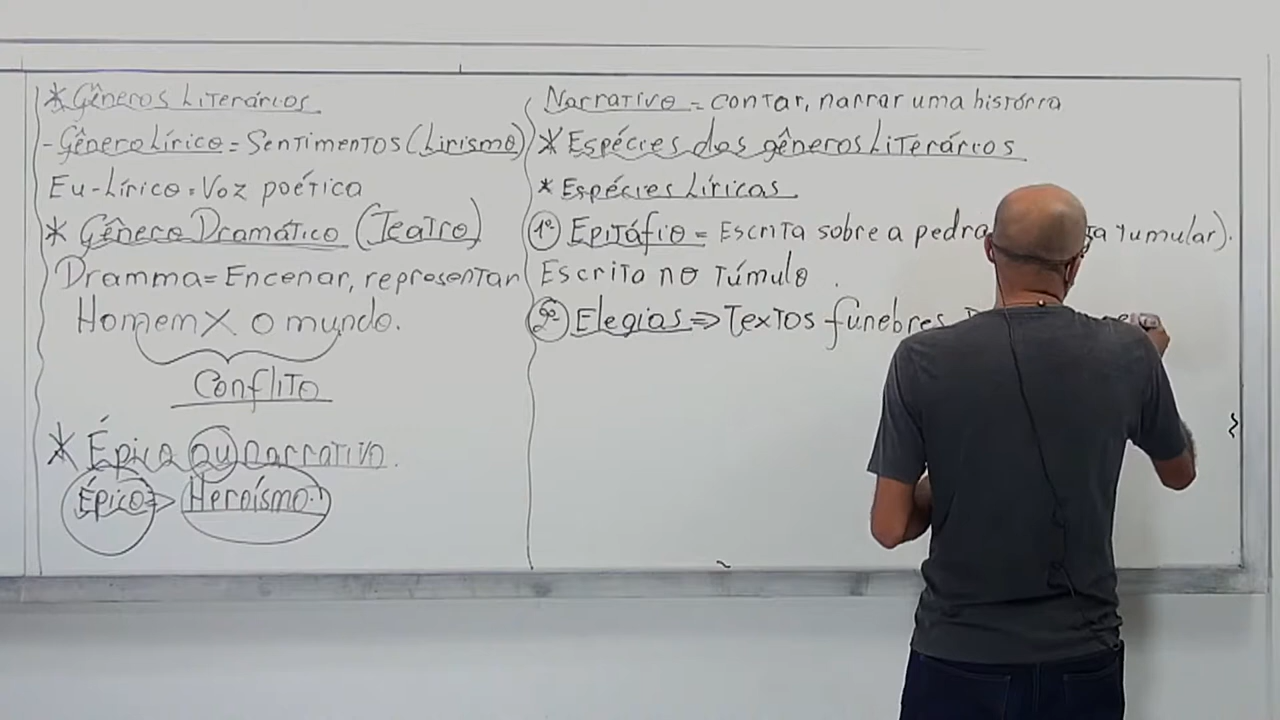 * Gêneros Literários
- Gênero Lírico = Sentimentos (Lirismo)
Eu-Lírico = Voz poética
* Gênero Dramático (Teatro)
Dramma = Encenar, representar
Homem X o mundo.
Conflito
* Épico ou narrativo.
Épico => Heroísmo.
Narrativo = contar, narrar uma história
* Espécies dos gêneros Literários
* Espécies Líricas
1º Epitáfio = Escrita sobre a pedra tumular).
Escrito no túmulo.
2º Elegias => Textos fúnebres